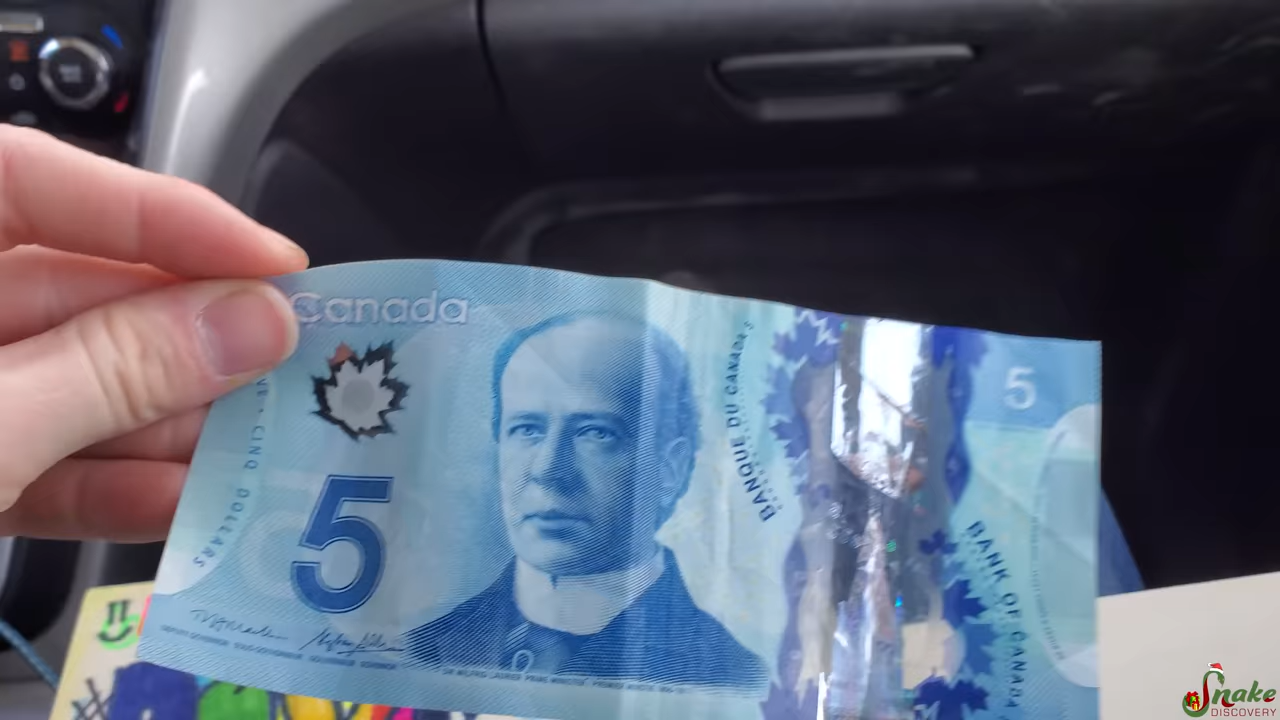 Canada
CINQ DOLLARS
5
BANQUE DU CANADA
5
BANK OF CANADA
Snake
DISCOVERY